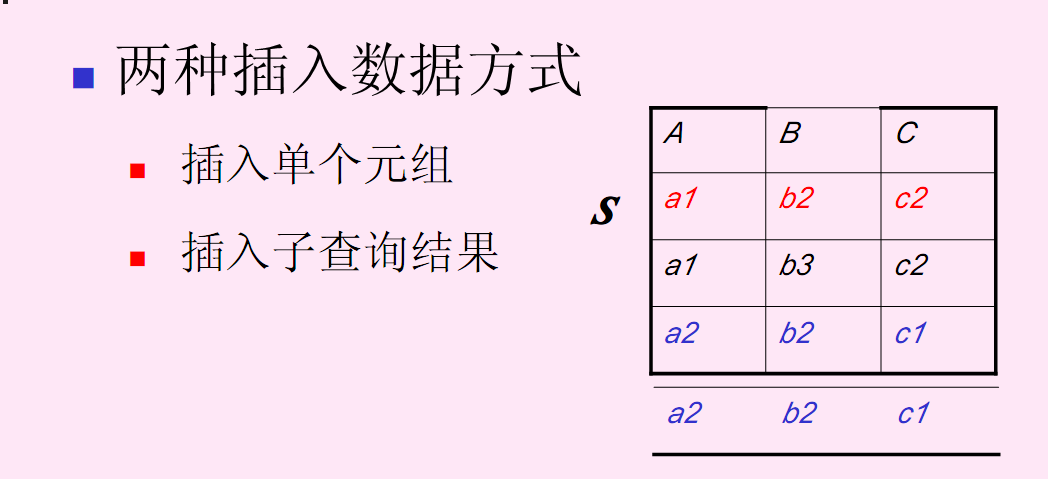 两种插入数据方式
插入单个元组
插入子查询结果
S
A B C
a1 b2 c2
a1 b3 c2
a2 b2 c1
a2 b2 c1